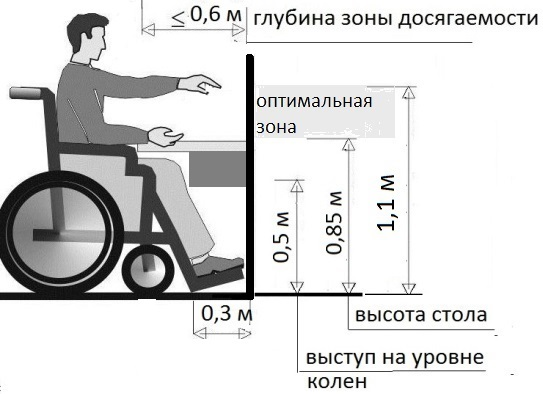 ≤ 0,6 м
глубина зоны досягаемости
оптимальная
зона
0,5 м
0,85 м
1,1 м
0,3 м
высота стола
выступ на уровне
колен